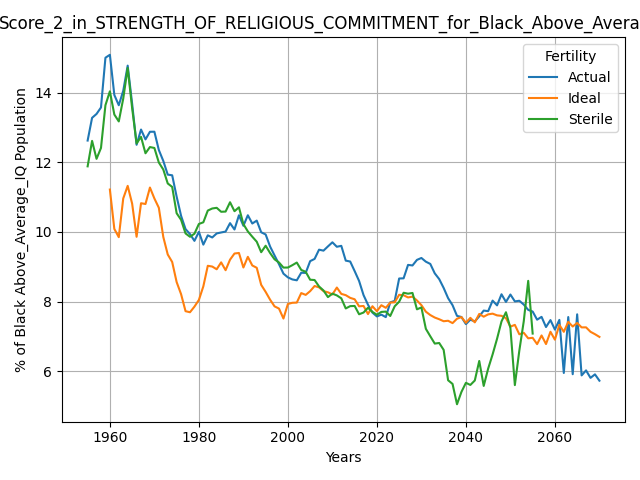 Score_2_in_STRENGTH_OF_RELIGIOUS_COMMITMENT_for_Black_Above_Avera
Fertility
Actual
Ideal
Sterile
% of Black Above_Average_IQ Population
14
12
10
8
6
1960
1980
2000
2020
2040
2060
Years